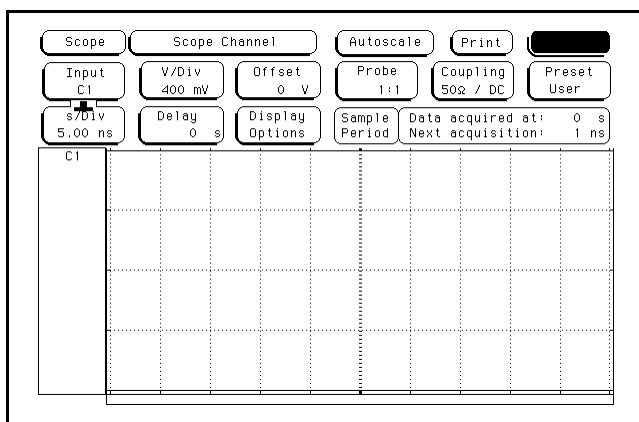 Scope Scope Channel Autoscale Print
Input V/Div Offset Probe Coupling Preset
C1 400 mV 0 V 1:1 50Ω / DC User
s/Div Delay Display Sample Data acquired at: 0 s
5.00 ns 0 s Options Period Next acquisition: 1 ns
C1